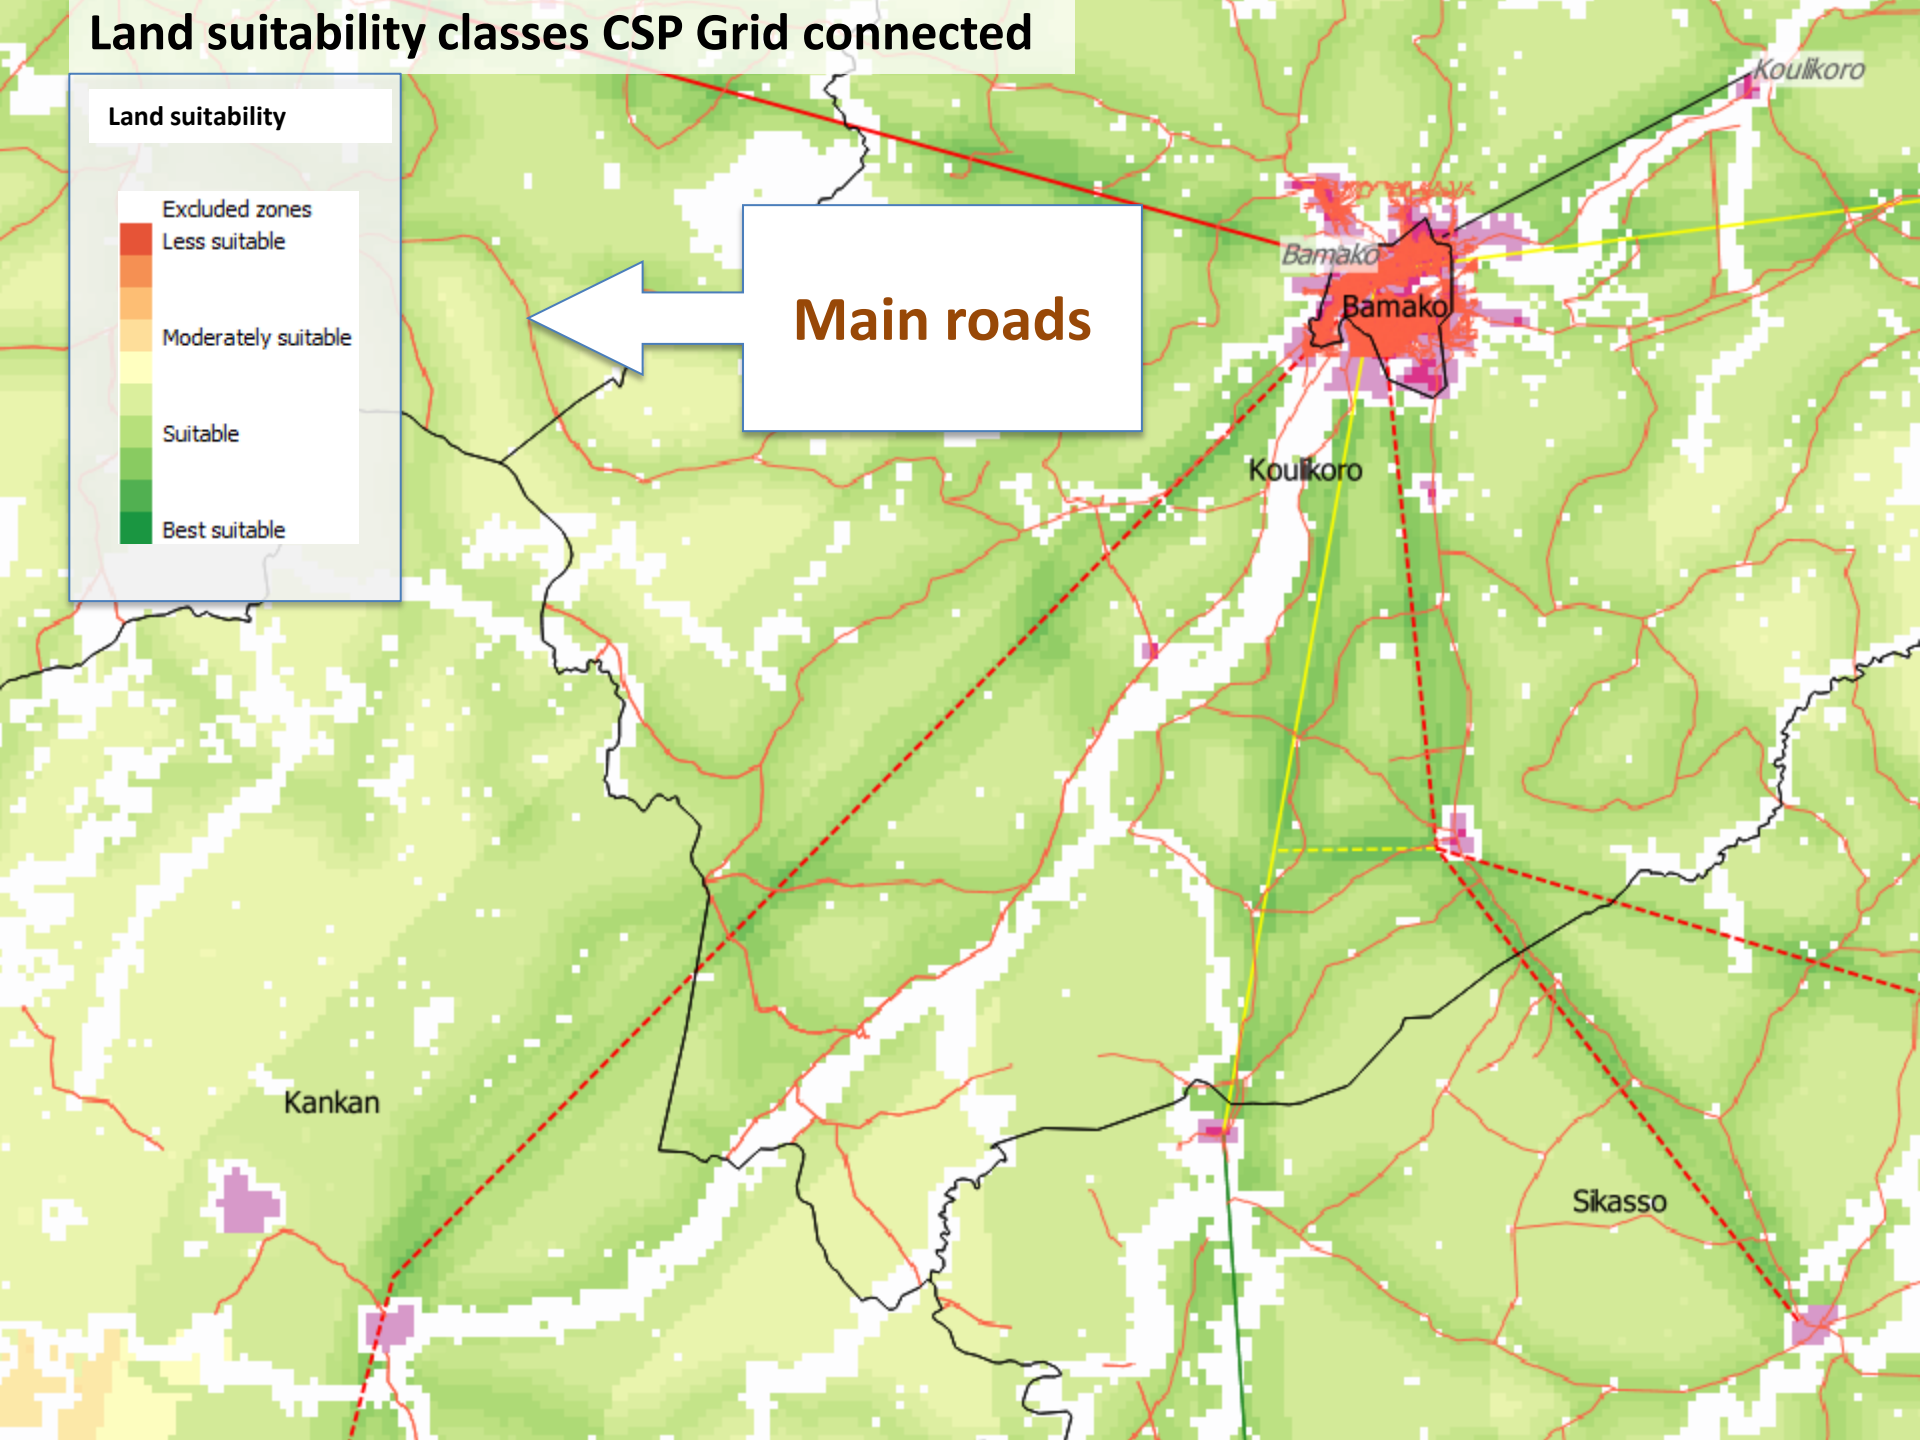 Land suitability classes CSP Grid connected
Koulikoro
Land suitability
Excluded zones
Less suitable
Moderately suitable
Suitable
Best suitable
Main roads
Bamako
Bamako
Koulikoro
Kankan
Sikasso